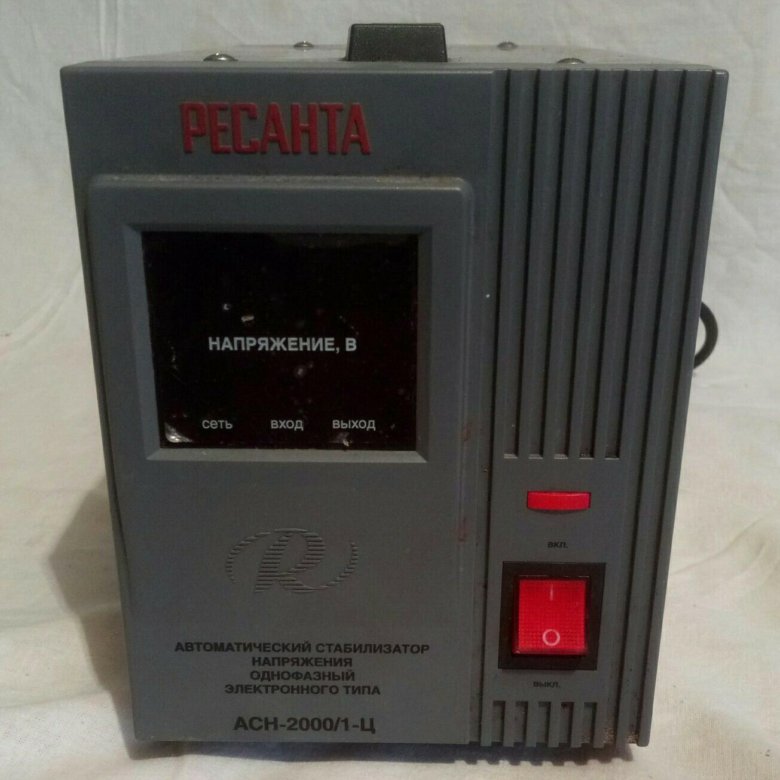 РЕСАНТА
НАПРЯЖЕНИЕ, В
сеть вход выход
ВКЛ.
I
O
ВЫКЛ.
АВТОМАТИЧЕСКИЙ СТАБИЛИЗАТОР
НАПРЯЖЕНИЯ
ОДНОФАЗНЫЙ
ЭЛЕКТРОННОГО ТИПА
АСН-2000/1-Ц